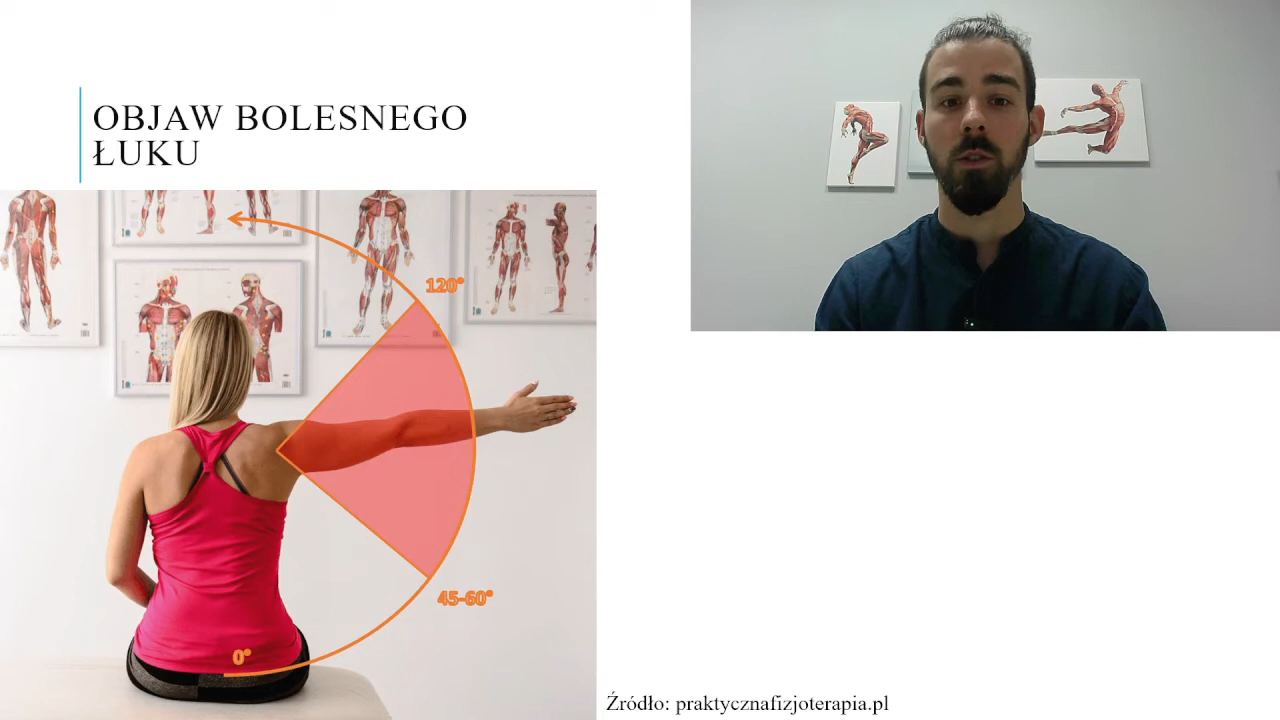 OBJAW BOLESNEGO
ŁUKU
120°
45-60°
0°
Źródło: praktycznafizjoterapia.pl